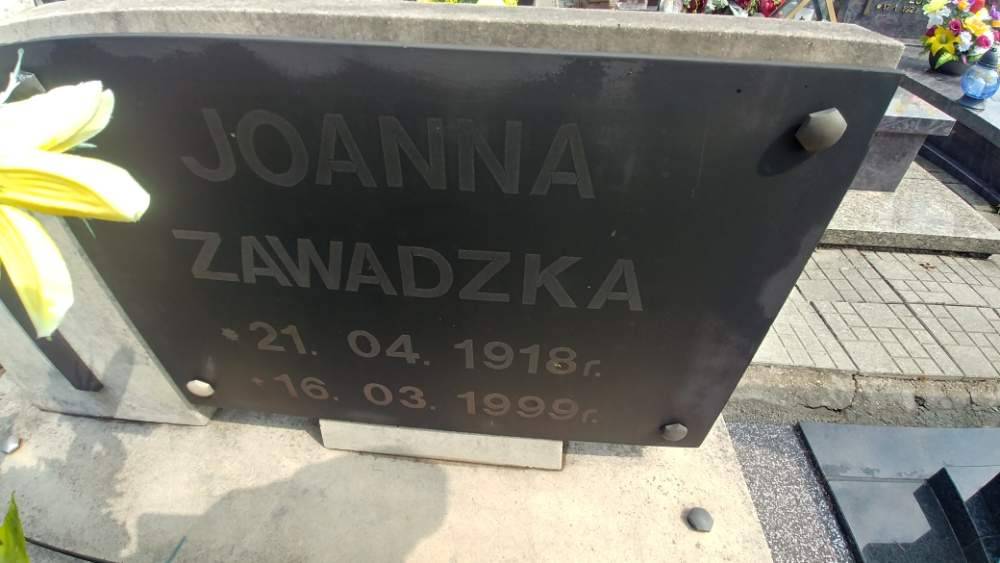 JOANNA
ZAWADZKA
* 21. 04. 1918r.
16. 03. 1999r.